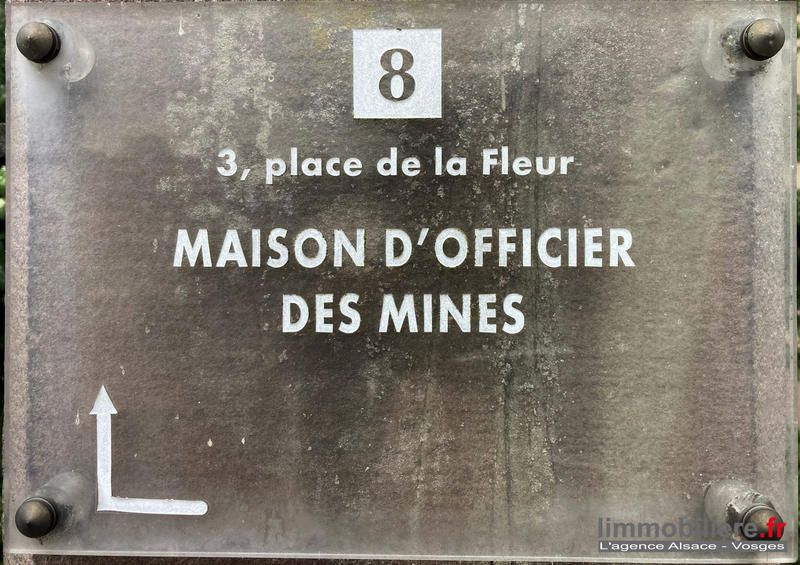 8
3, place de la Fleur
MAISON D'OFFICIER
DES MINES
limmobiliere.fr
L'agence Alsace - Vosges